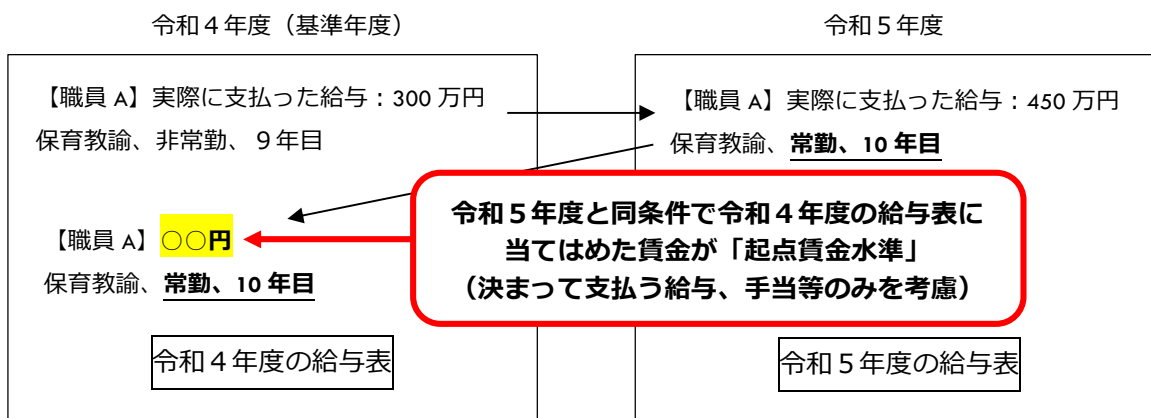 令和４年度（基準年度）
令和５年度
【職員 A】実際に支払った給与：300 万円
保育教諭、非常勤、９年目
【職員 A】実際に支払った給与：450 万円
保育教諭、常勤、10 年目
令和５年度と同条件で令和４年度の給与表に
当てはめた賃金が「起点賃金水準」
（決まって支払う給与、手当等のみを考慮）
【職員 A】○○円
保育教諭、常勤、10 年目
令和４年度の給与表
令和５年度の給与表